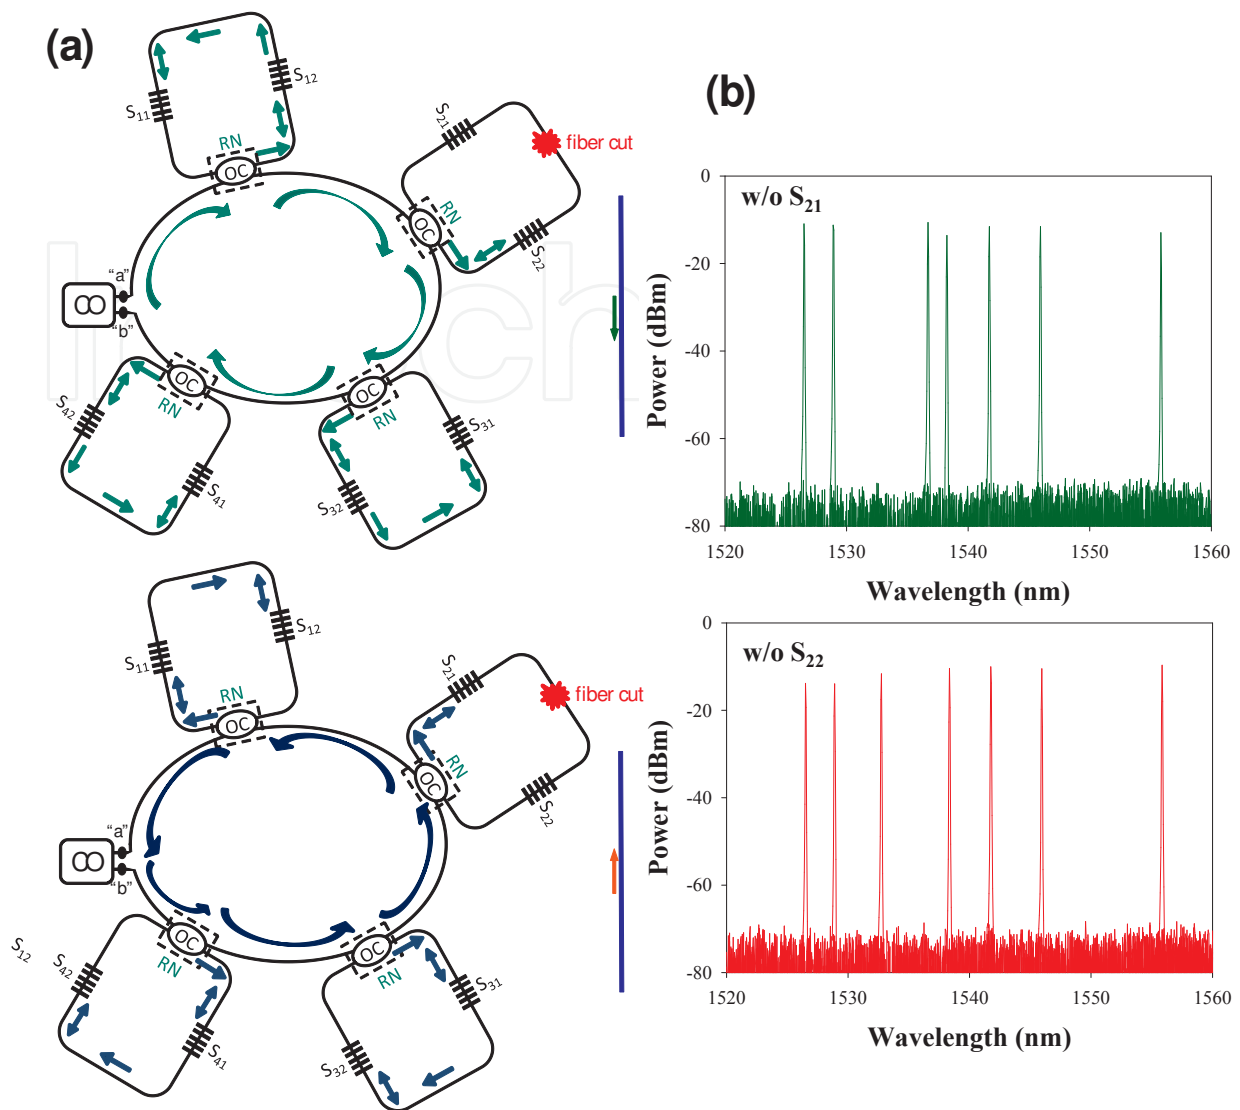 (a)
S12
S11
RN
OC
S21
fiber cut
RN
OC
S22
"a"
CO
"b"
OC
RN
S42
S41
OC
RN
S31
S32
S12
S11
RN
OC
S21
fiber cut
RN
OC
S22
"a"
CO
"b"
OC
RN
S12
S42
S41
OC
RN
S31
S32
(b)
w/o S21
0
-20
-40
-60
-80
Power (dBm)
1520 1530 1540 1550 1560
Wavelength (nm)
w/o S22
0
-20
-40
-60
-80
Power (dBm)
1520 1530 1540 1550 1560
Wavelength (nm)